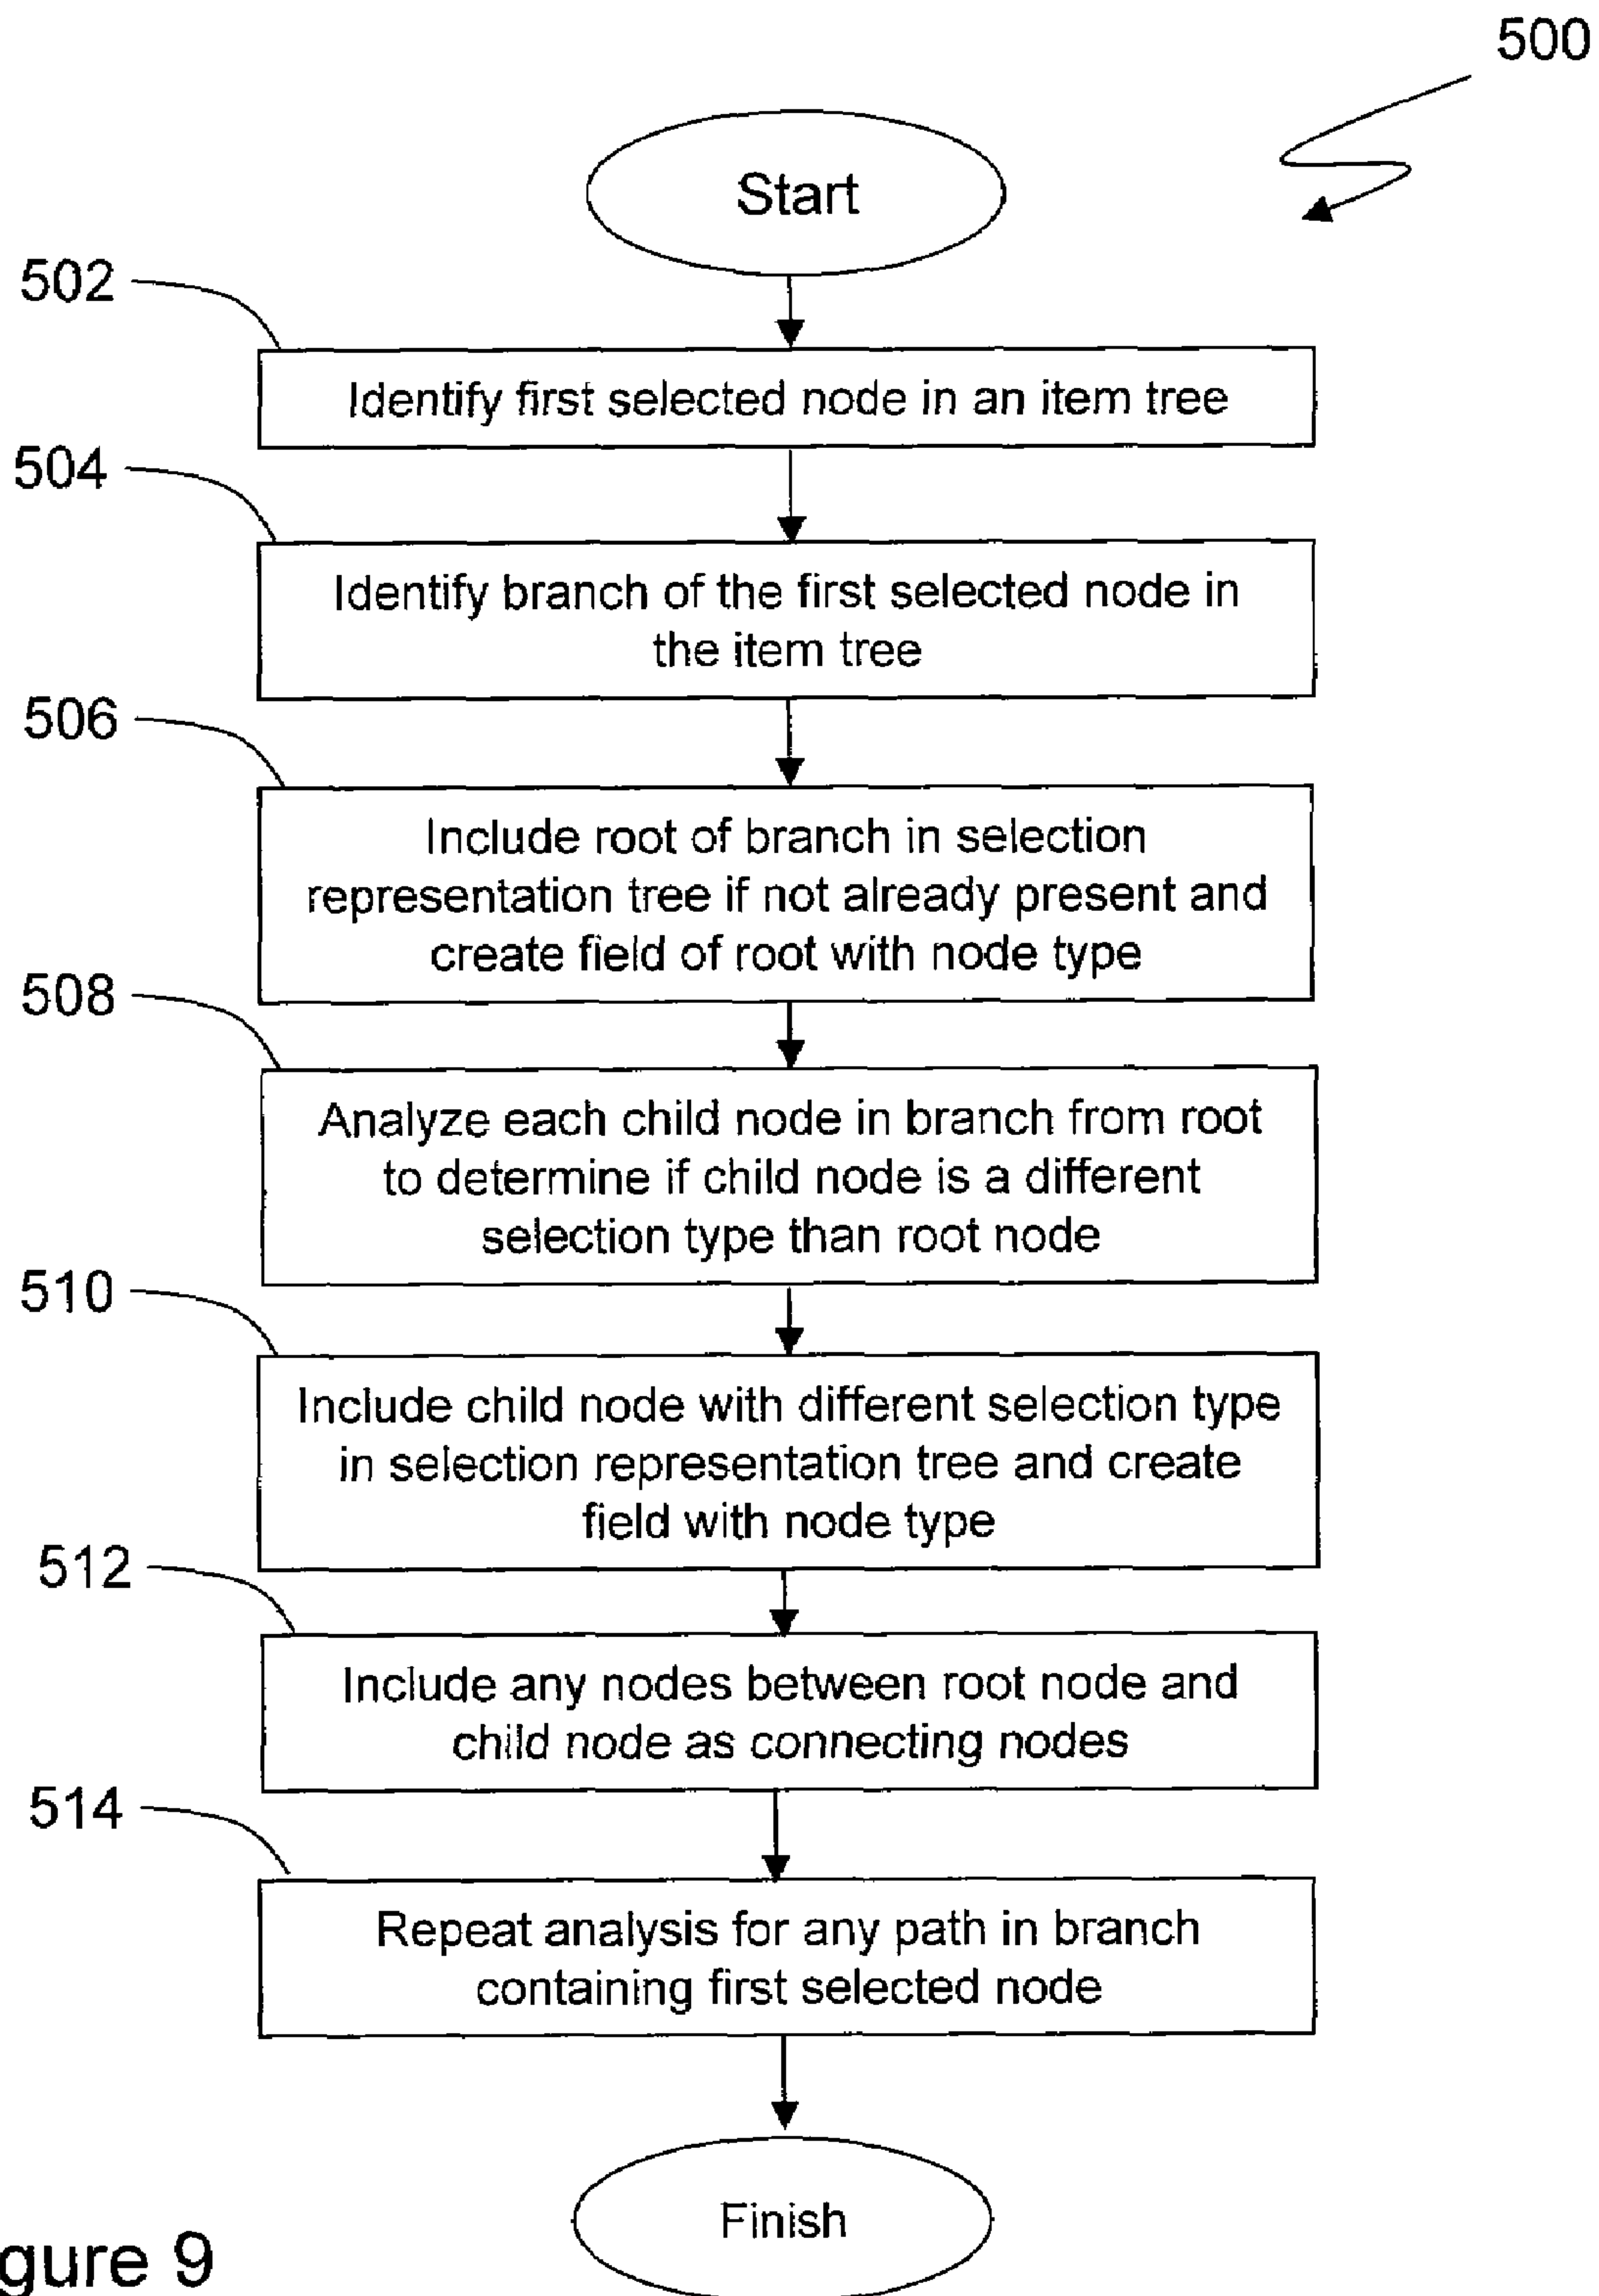 500
Start
502
Identify first selected node in an item tree
504
Identify branch of the first selected node in
the item tree
506
Include root of branch in selection
representation tree if not already present and
create field of root with node type
508
Analyze each child node in branch from root
to determine if child node is a different
selection type than root node
510
Include child node with different selection type
in selection representation tree and create
field with node type
512
Include any nodes between root node and
child node as connecting nodes
514
Repeat analysis for any path in branch
containing first selected node
Finish
gure 9